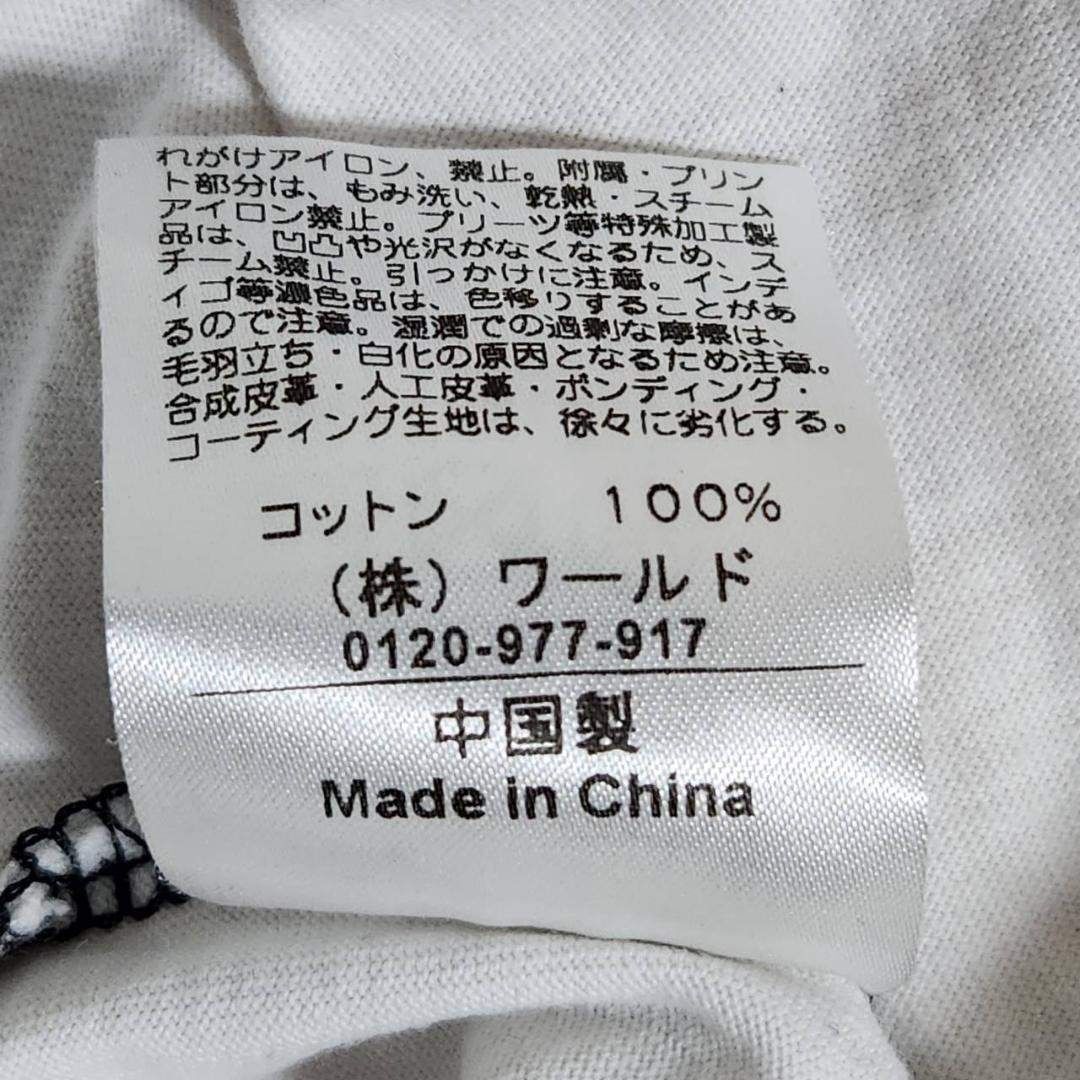 れがけアイロン、禁止。附属・プリン
ト部分は、もみ洗い、乾熱・スチーム
アイロン禁止。プリーツ等特殊加工製
品は、凹凸や光沢がなくなるため、ス
チーム禁止。引っかけに注意。インデ
ィゴ等濃色品は、色移りすることがあ
るので注意。湿潤での過剰な摩擦は、
毛羽立ち・白化の原因となるため注意。
合成皮革・人工皮革・ボンディング・
コーティング生地は、徐々に劣化する。
コットン 100%
(株) ワールド
0120-977-917
中国製
Made in China